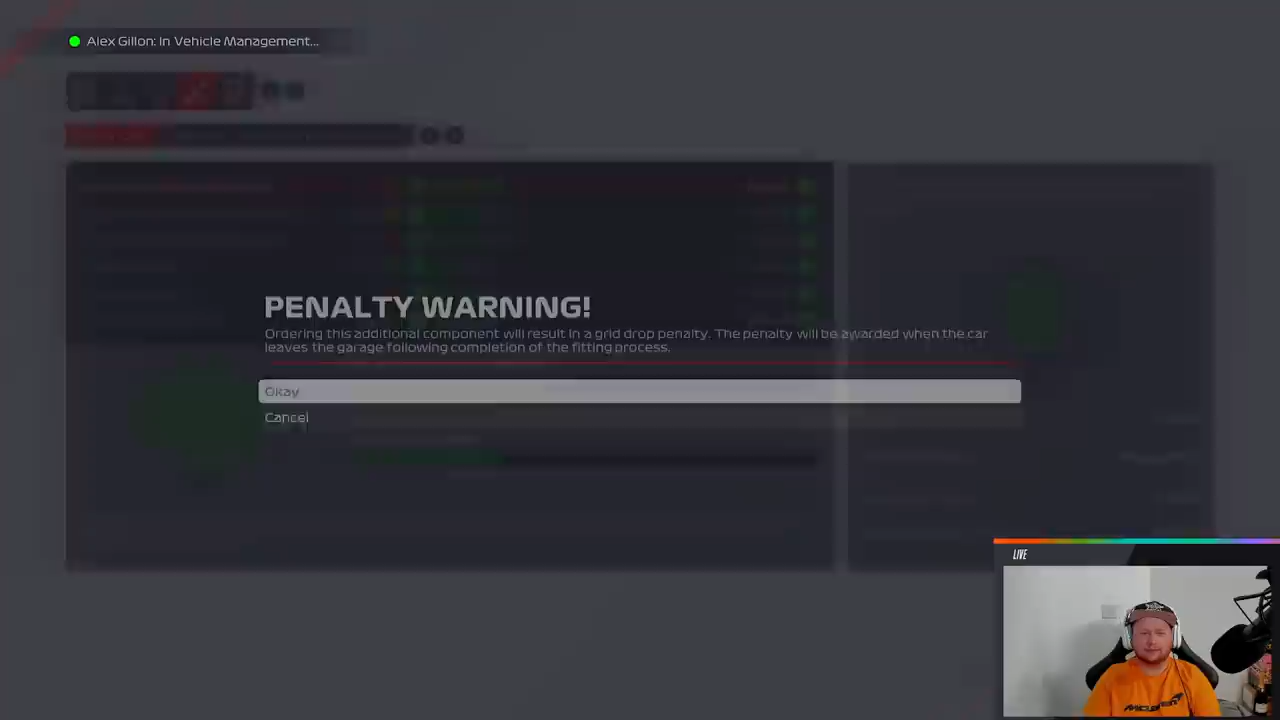 Alex Gillon: In Vehicle Management...
PENALTY WARNING!
Ordering this additional component will result in a grid drop penalty. The penalty will be awarded when the car
leaves the garage following completion of the fitting process.
Okay
Cancel
LIVE
McLaren